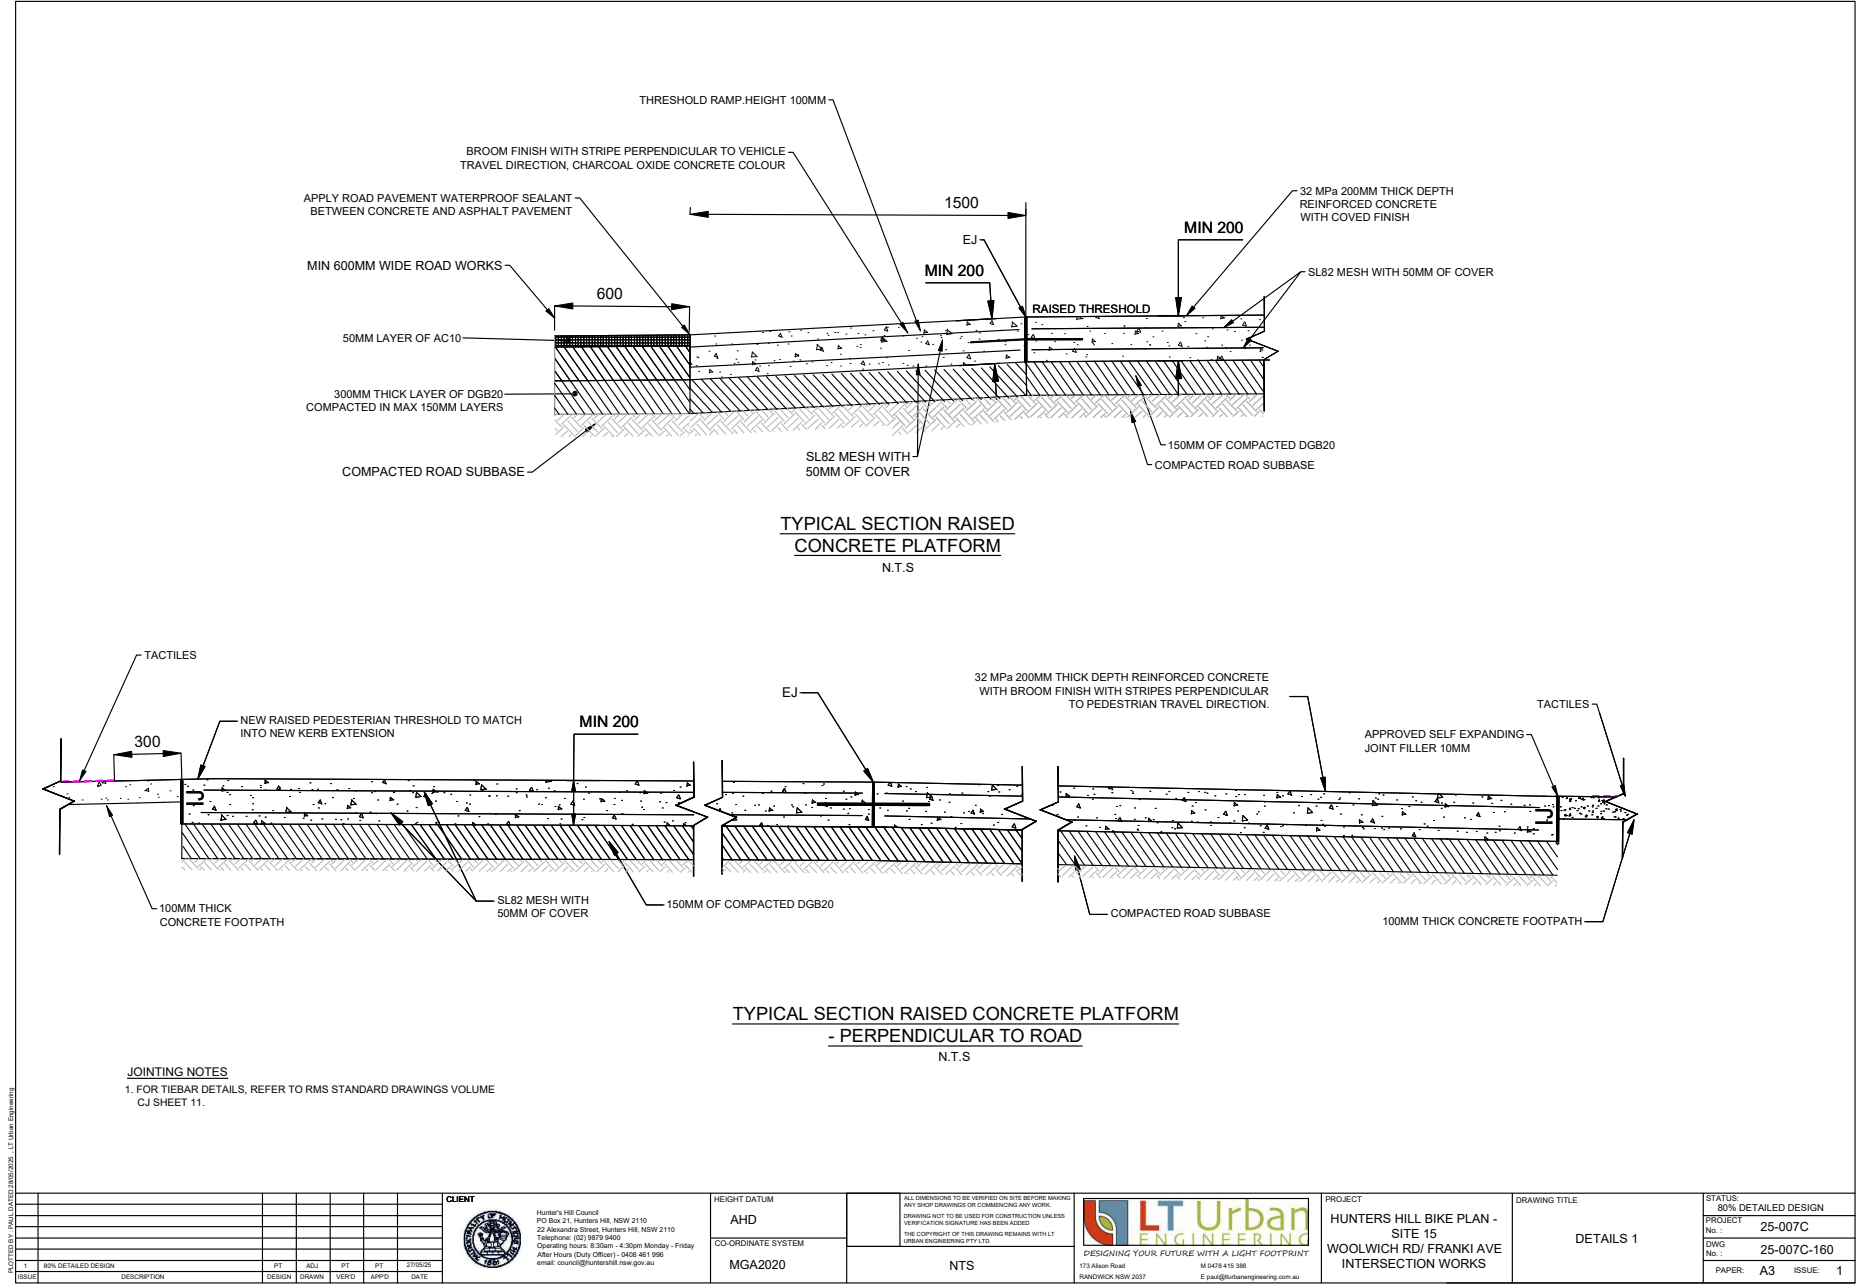 THRESHOLD RAMP.HEIGHT 100MM
BROOM FINISH WITH STRIPE PERPENDICULAR TO VEHICLE
TRAVEL DIRECTION, CHARCOAL OXIDE CONCRETE COLOUR
APPLY ROAD PAVEMENT WATERPROOF SEALANT
BETWEEN CONCRETE AND ASPHALT PAVEMENT
1500
32 MPa 200MM THICK DEPTH
REINFORCED CONCRETE
WITH COVED FINISH
MIN 200
EJ
MIN 600MM WIDE ROAD WORKS
MIN 200
SL82 MESH WITH 50MM OF COVER
600
RAISED THRESHOLD
50MM LAYER OF AC10
300MM THICK LAYER OF DGB20
COMPACTED IN MAX 150MM LAYERS
150MM OF COMPACTED DGB20
COMPACTED ROAD SUBBASE
SL82 MESH WITH
50MM OF COVER
COMPACTED ROAD SUBBASE
TYPICAL SECTION RAISED
CONCRETE PLATFORM
N.T.S
TACTILES
NEW RAISED PEDESTERIAN THRESHOLD TO MATCH
INTO NEW KERB EXTENSION
300
MIN 200
EJ
32 MPa 200MM THICK DEPTH REINFORCED CONCRETE
WITH BROOM FINISH WITH STRIPES PERPENDICULAR
TO PEDESTRIAN TRAVEL DIRECTION.
TACTILES
APPROVED SELF EXPANDING
JOINT FILLER 10MM
IJ
IJ
100MM THICK
CONCRETE FOOTPATH
SL82 MESH WITH
50MM OF COVER
150MM OF COMPACTED DGB20
COMPACTED ROAD SUBBASE
100MM THICK CONCRETE FOOTPATH
TYPICAL SECTION RAISED CONCRETE PLATFORM
- PERPENDICULAR TO ROAD
N.T.S
JOINTING NOTES
1. FOR TIEBAR DETAILS, REFER TO RMS STANDARD DRAWINGS VOLUME
CJ SHEET 11.
PLOTTED BY : PAUL DATED 28/05/2025 , LT Urban Engineering
1 80% DETAILED DESIGN PT ADJ PT PT 27/05/25
ISSUE DESCRIPTION DESIGN DRAWN VER'D APP'D DATE
CLIENT
MUNICIPALITY OF HUNTERS HILL
1861
Hunter's Hill Council
PO Box 21, Hunters Hill, NSW 2110
22 Alexandra Street, Hunters Hill, NSW 2110
Telephone: (02) 9879 9400
Operating hours: 8:30am - 4:30pm Monday - Friday
After Hours (Duty Officer) - 0408 461 996
email: council@huntershill.nsw.gov.au
HEIGHT DATUM
AHD
CO-ORDINATE SYSTEM
MGA2020
ALL DIMENSIONS TO BE VERIFIED ON SITE BEFORE MAKING
ANY SHOP DRAWINGS OR COMMENCING ANY WORK.
DRAWING NOT TO BE USED FOR CONSTRUCTION UNLESS
VERIFICATION SIGNATURE HAS BEEN ADDED
THE COPYRIGHT OF THIS DRAWING REMAINS WITH LT
URBAN ENGINEERING PTY LTD.
NTS
LT Urban
ENGINEERING
DESIGNING YOUR FUTURE WITH A LIGHT FOOTPRINT
173 Alison Road M 0478 415 388
RANDWICK NSW 2037 E paul@lturbanengineering.com.au
PROJECT
HUNTERS HILL BIKE PLAN -
SITE 15
WOOLWICH RD/ FRANKI AVE
INTERSECTION WORKS
DRAWING TITLE
DETAILS 1
STATUS:
80% DETAILED DESIGN
PROJECT
No. : 25-007C
DWG
No. : 25-007C-160
PAPER: A3 ISSUE: 1